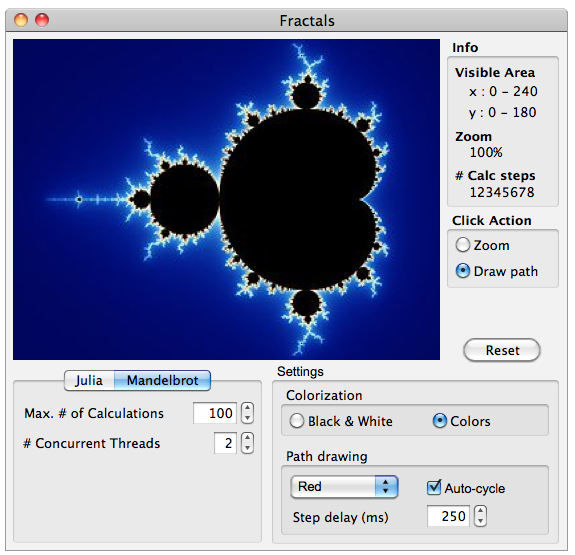 Fractals
Info
Visible Area
x : 0 – 240
y : 0 – 180
Zoom
100%
# Calc steps
12345678
Click Action
Zoom
Draw path
Reset
Julia Mandelbrot
Max. # of Calculations 100
# Concurrent Threads 2
Settings
Colorization
Black & White Colors
Path drawing
Red Auto-cycle
Step delay (ms) 250